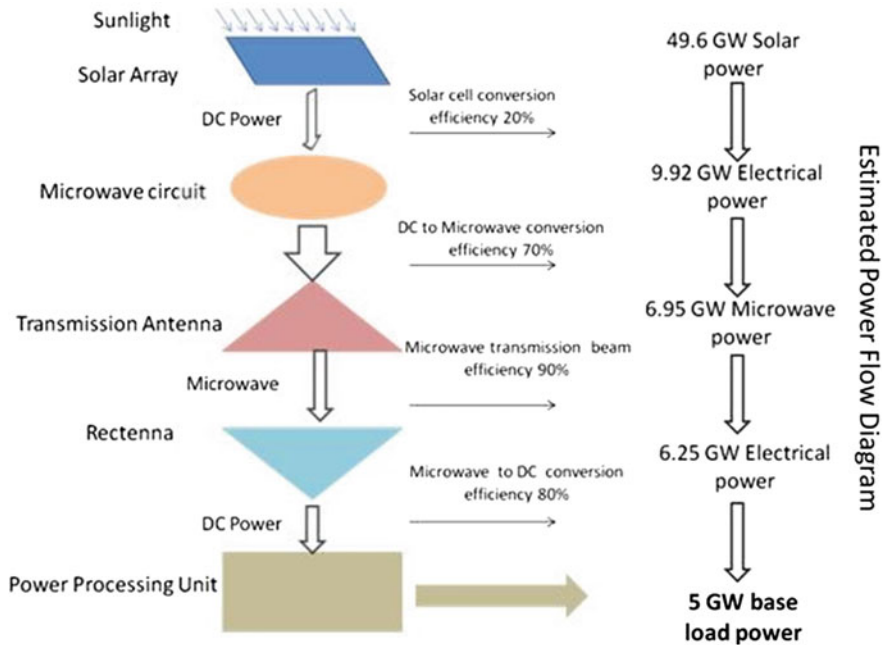 Sunlight
Solar Array
DC Power
Solar cell conversion
efficiency 20%
Microwave circuit
DC to Microwave conversion
efficiency 70%
Transmission Antenna
Microwave transmission beam
efficiency 90%
Microwave
Rectenna
Microwave to DC conversion
efficiency 80%
DC Power
Power Processing Unit
49.6 GW Solar
power
9.92 GW Electrical
power
6.95 GW Microwave
power
6.25 GW Electrical
power
5 GW base
load power
Estimated Power Flow Diagram